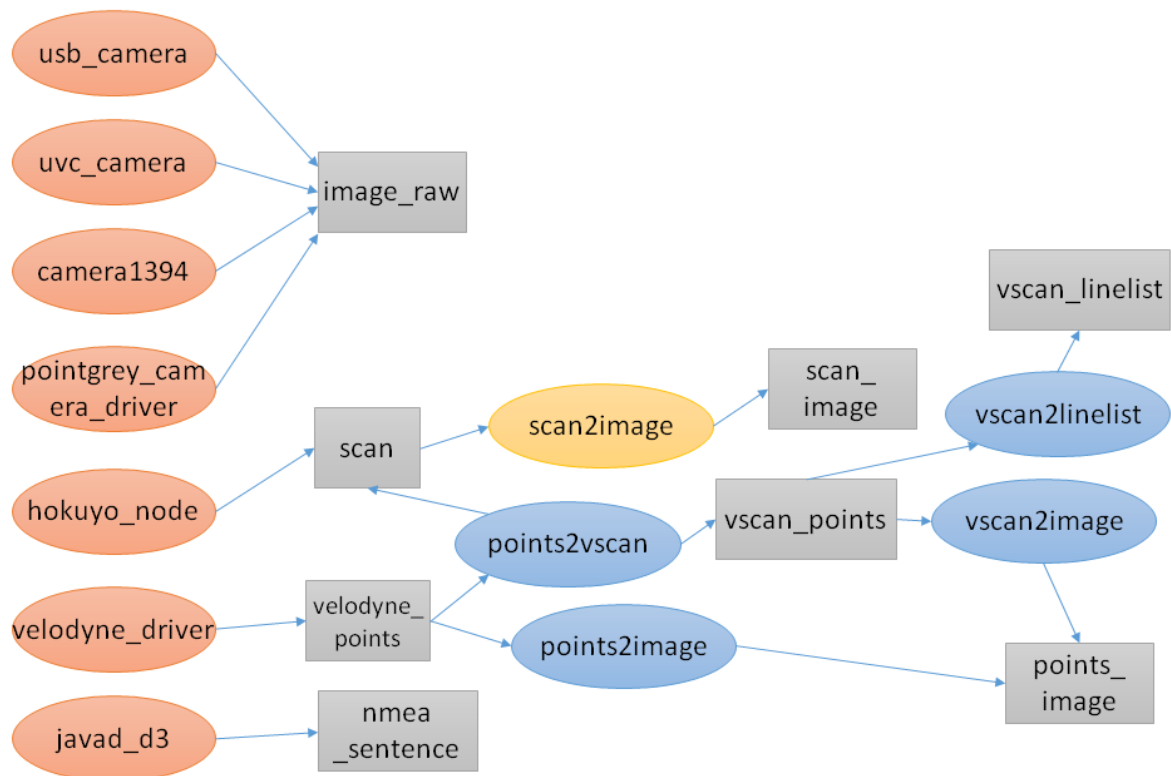 usb_camera
uvc_camera
image_raw
camera1394
vscan_linelist
pointgrey_cam
era_driver
scan_
image
scan2image
vscan2linelist
scan
hokuyo_node
points2vscan
vscan_points
vscan2image
velodyne_driver
velodyne_
points
points2image
points_
image
javad_d3
nmea
_sentence